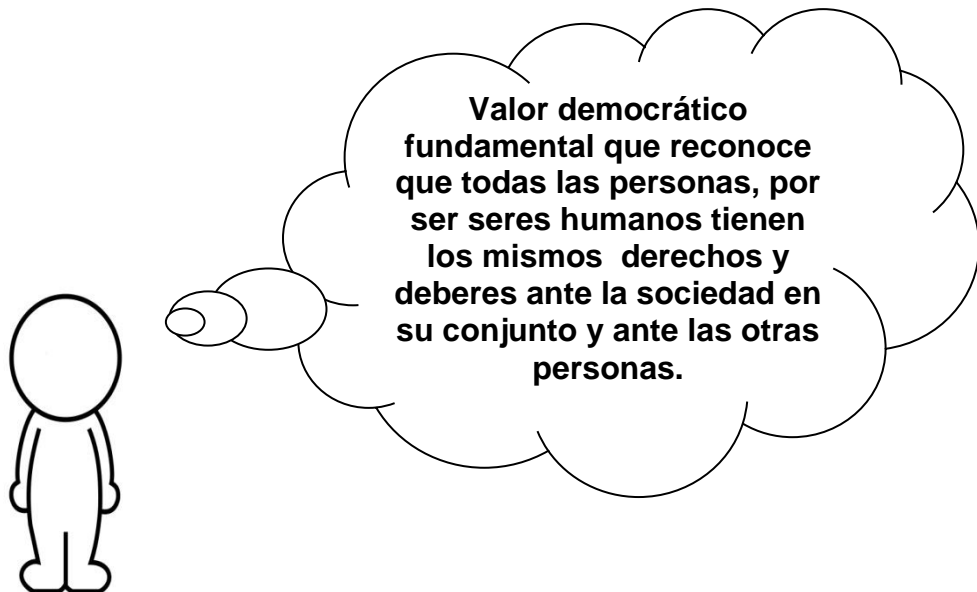 Valor democrático
fundamental que reconoce
que todas las personas, por
ser seres humanos tienen
los mismos derechos y
deberes ante la sociedad en
su conjunto y ante las otras
personas.